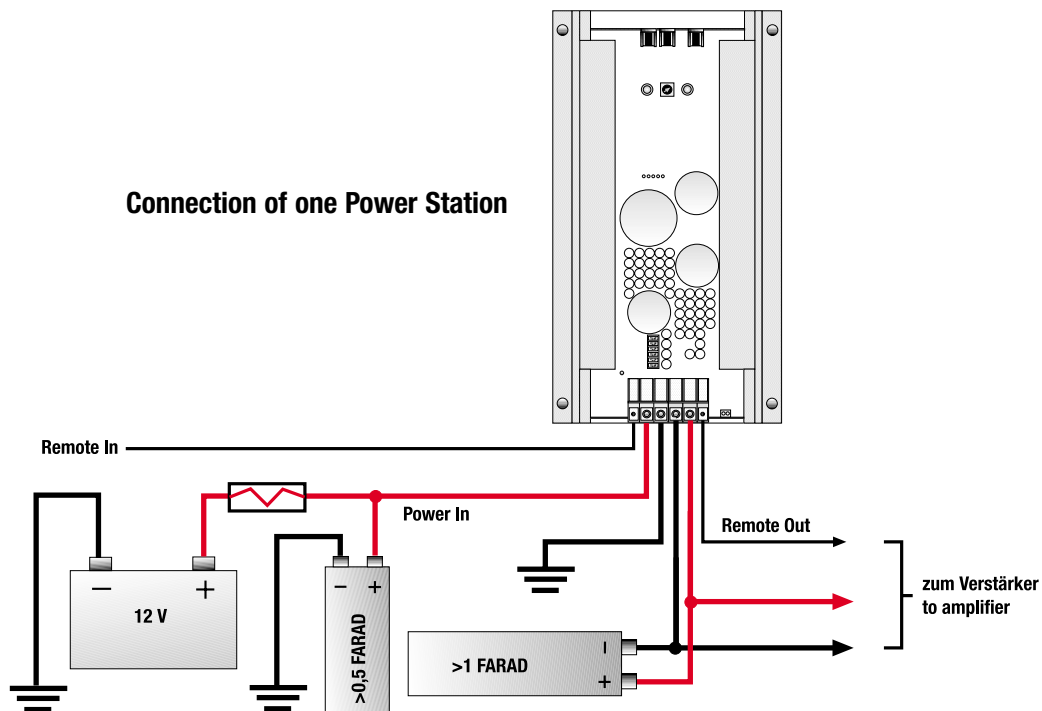 Connection of one Power Station
Remote In
Power In
Remote Out
zum Verstärker
to amplifier
− +
12 V
− +
>0,5 FARAD
>1 FARAD
−
+